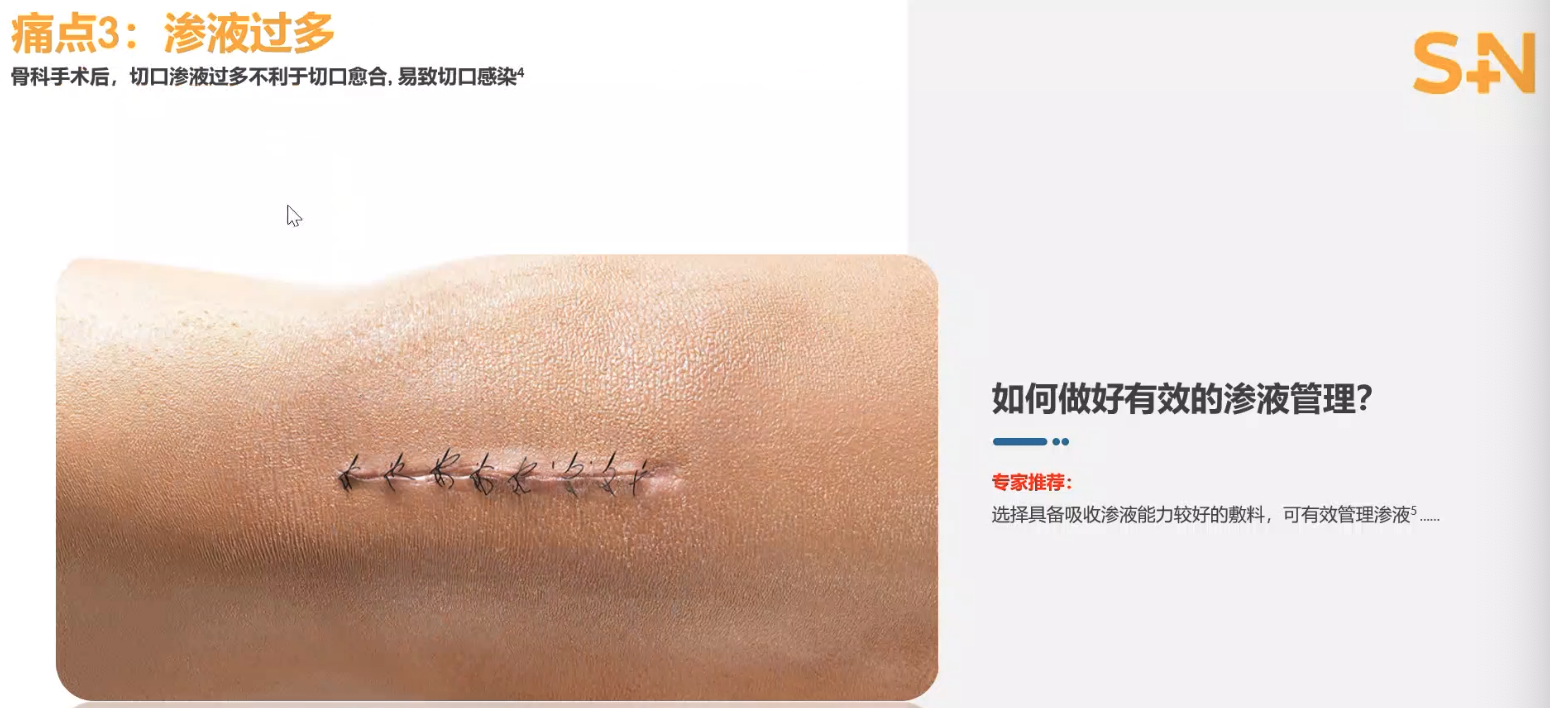 痛点3：渗液过多
骨科手术后，切口渗液过多不利于切口愈合, 易致切口感染⁴
S+N
如何做好有效的渗液管理?
专家推荐：
选择具备吸收渗液能力较好的敷料，可有效管理渗液⁵......